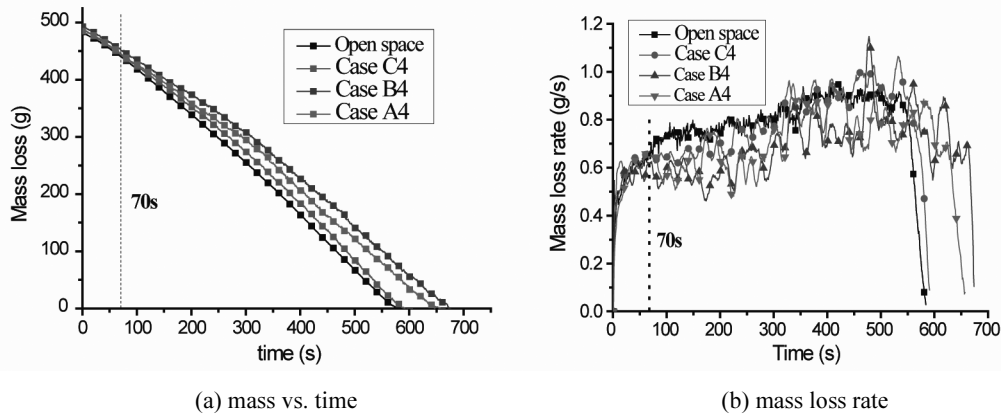 500
400
300
200
100
0
Mass loss (g)
Open space
Case C4
Case B4
Case A4
70s
0 100 200 300 400 500 600 700
time (s)
(a) mass vs. time
1.2
1.0
0.8
0.6
0.4
0.2
0.0
Mass loss rate (g/s)
Open space
Case C4
Case B4
Case A4
70s
0 100 200 300 400 500 600 700
Time (s)
(b) mass loss rate